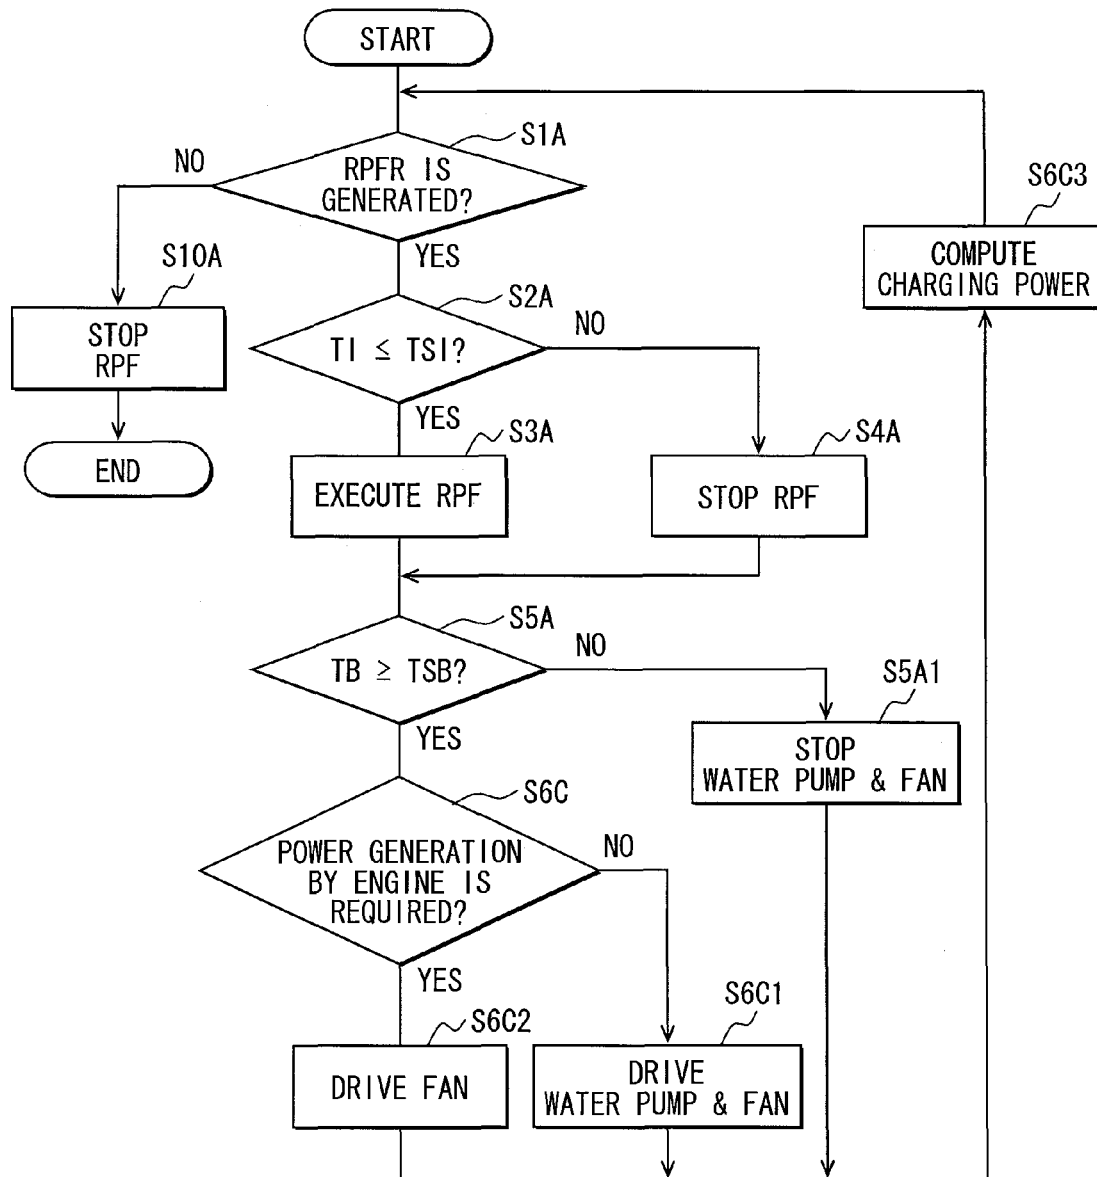 START
S1A
NO
RPFR IS
GENERATED?
YES
S6C3
COMPUTE
CHARGING POWER
S10A
STOP
RPF
END
S2A
NO
TI ≤ TSI?
YES
S3A
EXECUTE RPF
S4A
STOP RPF
S5A
NO
TB ≥ TSB?
YES
S5A1
STOP
WATER PUMP & FAN
S6C
NO
POWER GENERATION
BY ENGINE IS
REQUIRED?
YES
S6C2
DRIVE FAN
S6C1
DRIVE
WATER PUMP & FAN